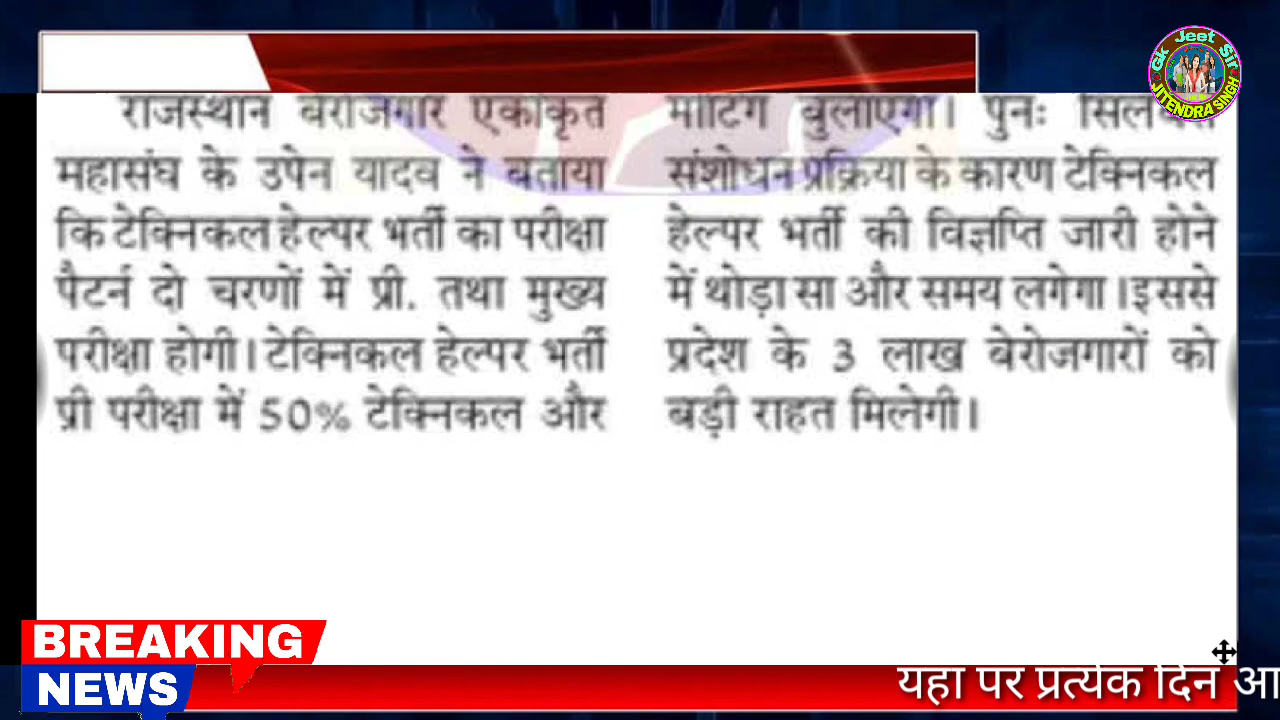 Gk Jeet Sir
JITENDRA SINGH
राजस्थान बेरोजगार एकीकृत
महासंघ के उपेन यादव ने बताया
कि टेक्निकल हेल्पर भर्ती का परीक्षा
पैटर्न दो चरणों में प्री. तथा मुख्य
परीक्षा होगी। टेक्निकल हेल्पर भर्ती
प्री परीक्षा में 50% टेक्निकल और
मीटिंग बुलाएगी। पुनः
संशोधन प्रक्रिया के कारण टेक्निकल
हेल्पर भर्ती की विज्ञप्ति जारी होने
में थोड़ा सा और समय लगेगा। इससे
प्रदेश के 3 लाख बेरोजगारों को
बड़ी राहत मिलेगी।
BREAKING
NEWS
यहा पर प्रत्येक दिन आ